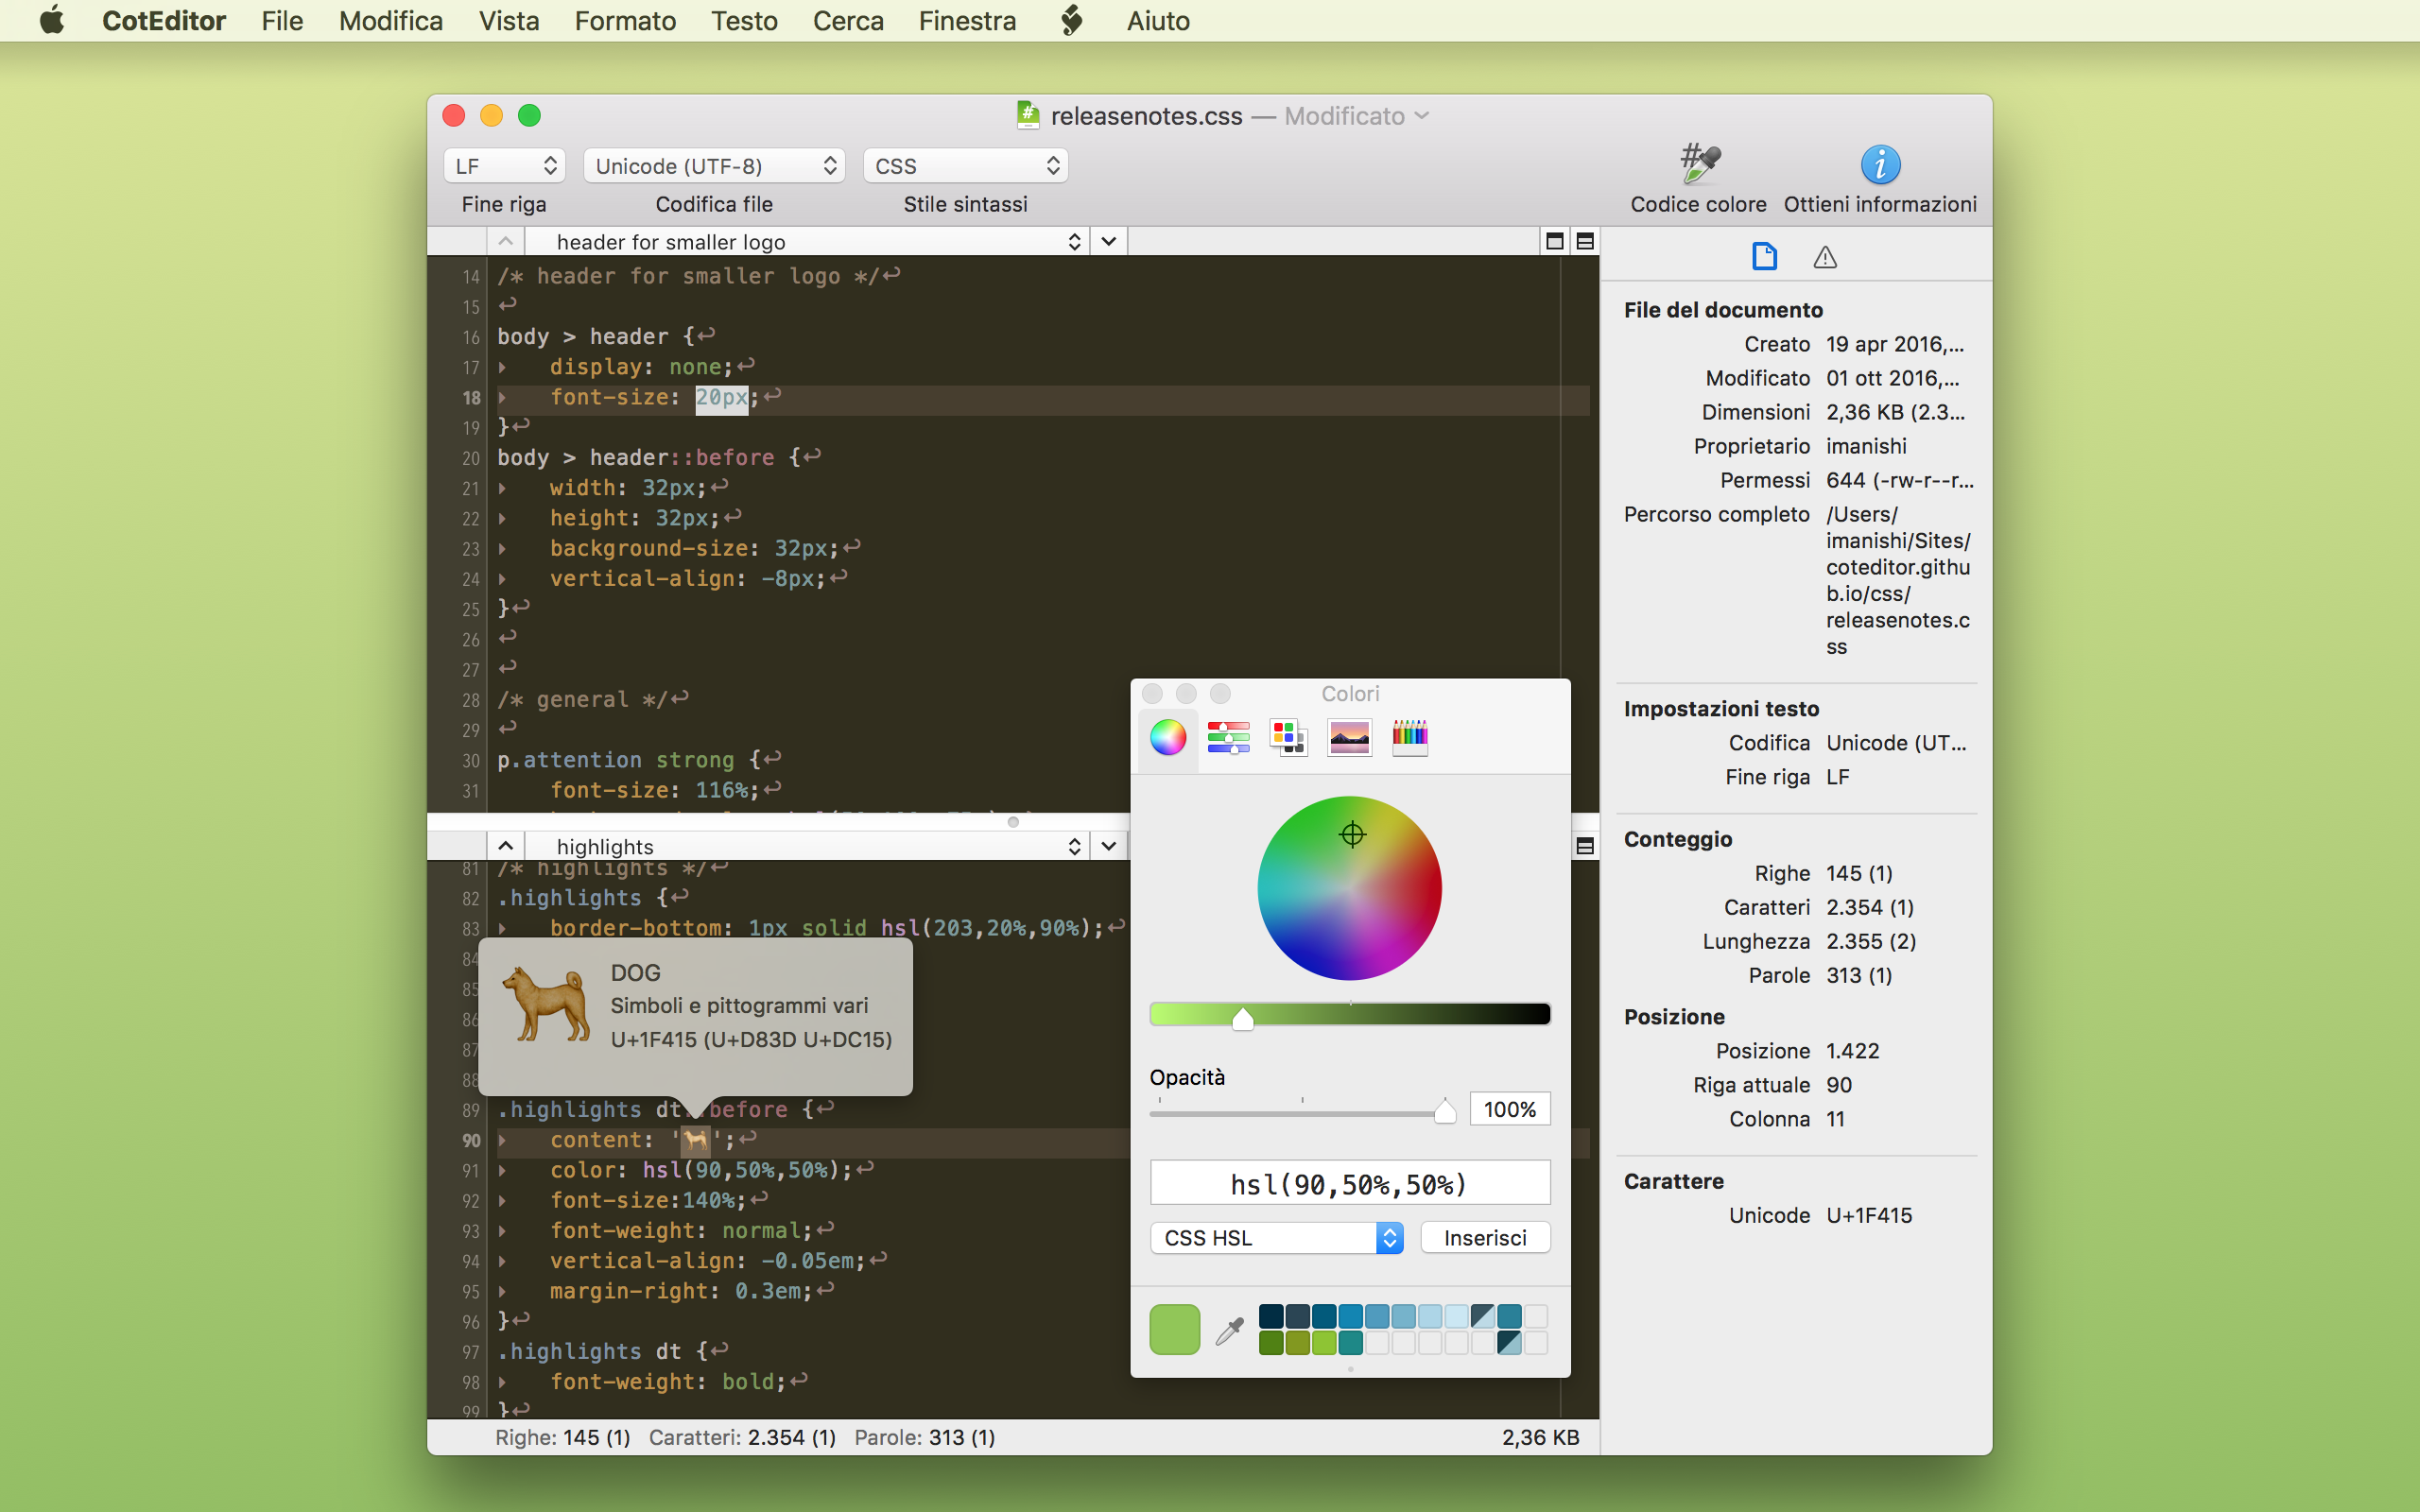 CotEditor File Modifica Vista Formato Testo Cerca Finestra Aiuto
releasenotes.css — Modificato
LF Unicode (UTF-8) CSS
Fine riga Codifica file Stile sintassi Codice colore Ottieni informazioni
header for smaller logo
14 /* header for smaller logo */↩
15 ↩
16 body > header {↩
17 display: none;↩
18 font-size: 20px;↩
19 }↩
20 body > header::before {↩
21 width: 32px;↩
22 height: 32px;↩
23 background-size: 32px;↩
24 vertical-align: -8px;↩
25 }↩
26 ↩
27 ↩
28 /* general */↩
29 ↩
30 p.attention strong {↩
31 font-size: 116%;↩
highlights
81 /* highlights */↩
82 .highlights {↩
83 border-bottom: 1px solid hsl(203,20%,90%);↩
84
85
86
87
88
DOG
Simboli e pittogrammi vari
U+1F415 (U+D83D U+DC15)
89 .highlights dt::before {↩
90 content: '🐕';↩
91 color: hsl(90,50%,50%);↩
92 font-size:140%;↩
93 font-weight: normal;↩
94 vertical-align: -0.05em;↩
95 margin-right: 0.3em;↩
96 }↩
97 .highlights dt {↩
98 font-weight: bold;↩
99 }↩
Righe: 145 (1) Caratteri: 2.354 (1) Parole: 313 (1) 2,36 KB
Colori
Opacità
100%
hsl(90,50%,50%)
CSS HSL Inserisci
File del documento
Creato 19 apr 2016,...
Modificato 01 ott 2016,...
Dimensioni 2,36 KB (2.3...
Proprietario imanishi
Permessi 644 (-rw-r--r...
Percorso completo /Users/
imanishi/Sites/
coteditor.githu
b.io/css/
releasenotes.c
ss
Impostazioni testo
Codifica Unicode (UT...
Fine riga LF
Conteggio
Righe 145 (1)
Caratteri 2.354 (1)
Lunghezza 2.355 (2)
Parole 313 (1)
Posizione
Posizione 1.422
Riga attuale 90
Colonna 11
Carattere
Unicode U+1F415